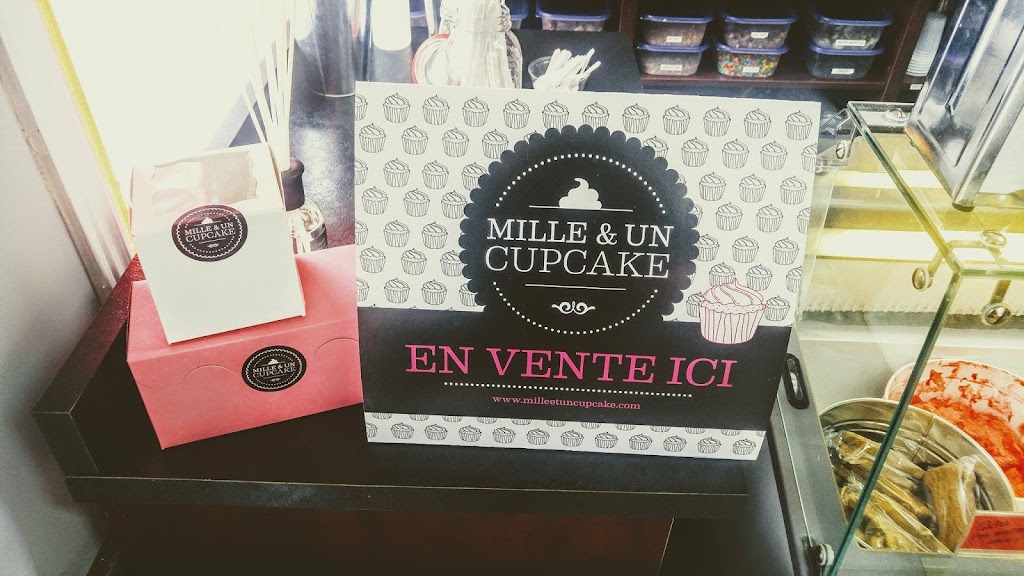 MILLE & UN
CUPCAKE
MILLE & UN
CUPCAKE
MILLE & UN
CUPCAKE
EN VENTE ICI
www.milleetuncupcake.com